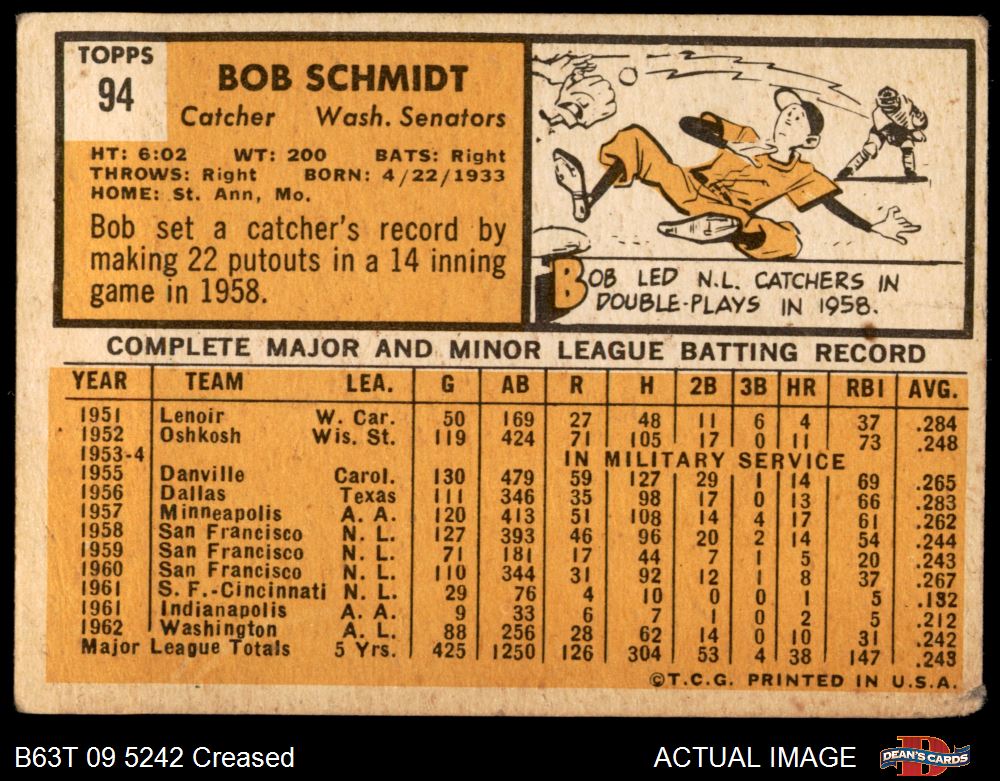 TOPPS
94
BOB SCHMIDT
Catcher Wash. Senators
HT: 6:02 WT: 200 BATS: Right
THROWS: Right BORN: 4/22/1933
HOME: St. Ann, Mo.
Bob set a catcher's record by
making 22 putouts in a 14 inning
game in 1958.
BOB LED N.L. CATCHERS IN
DOUBLE-PLAYS IN 1958.
COMPLETE MAJOR AND MINOR LEAGUE BATTING RECORD
YEAR TEAM LEA. G AB R H 2B 3B HR RBI AVG.
1951 Lenoir W. Car. 50 169 27 48 11 6 4 37 .284
1952 Oshkosh Wis. St. 119 424 71 105 17 0 11 73 .248
1953-4 IN MILITARY SERVICE
1955 Danville Carol. 130 479 59 127 29 1 14 69 .265
1956 Dallas Texas 111 346 35 98 17 0 13 66 .283
1957 Minneapolis A. A. 120 413 51 108 14 4 17 61 .262
1958 San Francisco N. L. 127 393 46 96 20 2 14 54 .244
1959 San Francisco N. L. 71 181 17 44 7 1 5 20 .243
1960 San Francisco N. L. 110 344 31 92 12 1 8 37 .267
1961 S. F.-Cincinnati N. L. 29 76 4 10 0 0 1 5 .132
1961 Indianapolis A. A. 9 33 6 7 1 0 2 5 .212
1962 Washington A. L. 88 256 28 62 14 0 10 31 .242
Major League Totals 5 Yrs. 425 1250 126 304 53 4 38 147 .243
©T.C.G. PRINTED IN U.S.A.
B63T 09 5242 Creased
ACTUAL IMAGE
DEAN'S CARDS